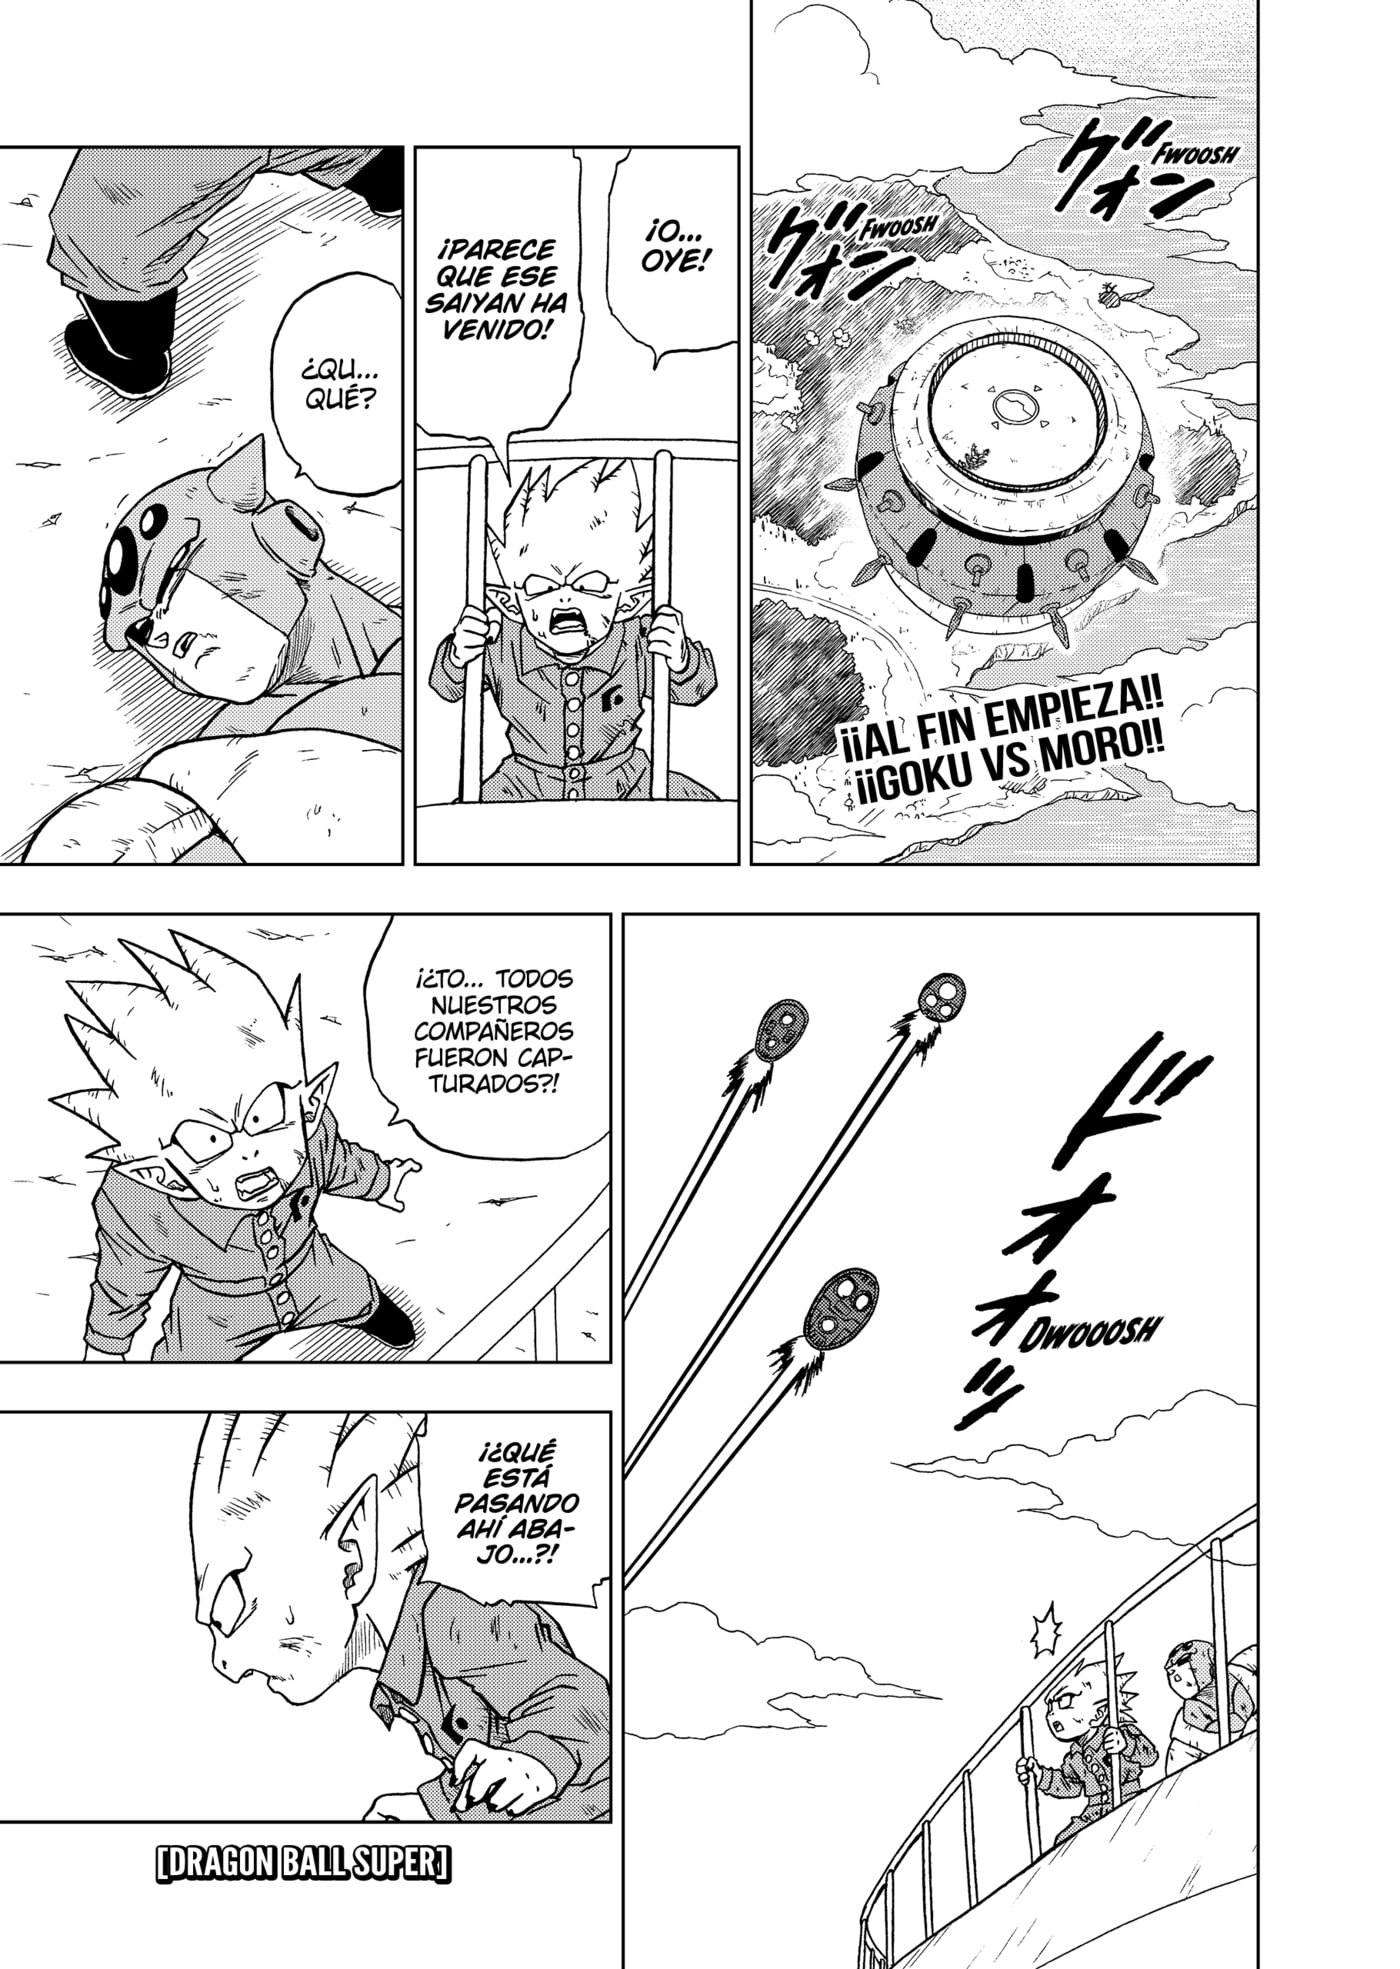 グオン
FWOOSH
グオン
FWOOSH
¡¡AL FIN EMPIEZA!!
¡¡GOKU VS MORO!!
¡O...
OYE!
¡PARECE
QUE ESE
SAIYAN HA
VENIDO!
¿QU...
QUÉ?
ドオオッ
DWOOOSH
¡¿TO... TODOS
NUESTROS
COMPAÑEROS
FUERON CAP-
TURADOS?!
¡¿QUÉ
ESTÁ
PASANDO
AHÍ ABA-
JO...?!
[DRAGON BALL SUPER]